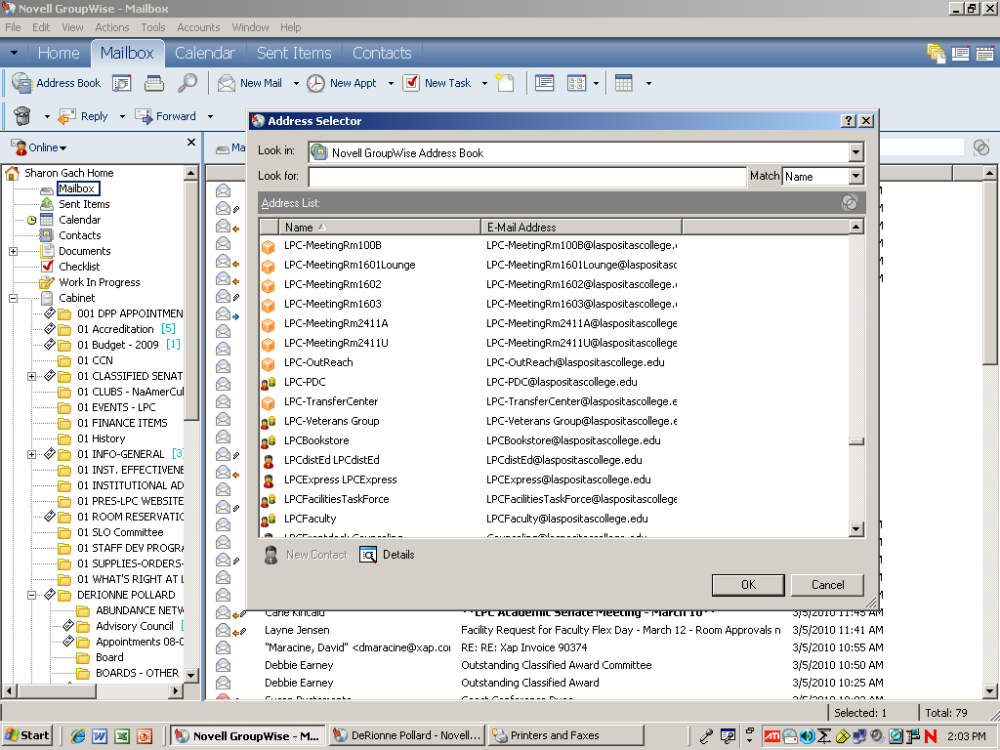 Novell GroupWise - Mailbox
File Edit View Actions Tools Accounts Window Help
Home Mailbox Calendar Sent Items Contacts
Address Book New Mail New Appt New Task
Reply Forward
Online
Sharon Gach Home
Mailbox
Sent Items
Calendar
Contacts
Documents
Checklist
Work In Progress
Cabinet
001 DPP APPOINTMEN
01 Accreditation [5]
01 Budget - 2009 [1]
01 CCN
01 CLASSIFIED SENAT
01 CLUBS - NaAmerCul
01 EVENTS - LPC
01 FINANCE ITEMS
01 History
01 INFO-GENERAL [3
01 INST. EFFECTIVENE
01 INSTITUTIONAL AD
01 PRES-LPC WEBSITE
01 ROOM RESERVATIO
01 SLO Committee
01 STAFF DEV PROGRA
01 SUPPLIES-ORDERS-
01 WHAT'S RIGHT AT L
DERIONNE POLLARD
ABUNDANCE NETW
Advisory Council [
Appointments 08-0
Board
BOARDS - OTHER
Ma
Address Selector
Look in: Novell GroupWise Address Book
Look for: Match Name
Address List:
Name E-Mail Address
LPC-MeetingRm100B LPC-MeetingRm100B@laspositascollege.
LPC-MeetingRm1601Lounge LPC-MeetingRm1601Lounge@laspositasc
LPC-MeetingRm1602 LPC-MeetingRm1602@laspositascollege.
LPC-MeetingRm1603 LPC-MeetingRm1603@laspositascollege.
LPC-MeetingRm2411A LPC-MeetingRm2411A@laspositascollege
LPC-MeetingRm2411U LPC-MeetingRm2411U@laspositascollege
LPC-OutReach LPC-OutReach@laspositascollege.edu
LPC-PDC LPC-PDC@laspositascollege.edu
LPC-TransferCenter LPC-TransferCenter@laspositascollege.e
LPC-Veterans Group LPC-Veterans Group@laspositascollege.e
LPCBookstore LPCBookstore@laspositascollege.edu
LPCdistEd LPCdistEd LPCdistEd@laspositascollege.edu
LPCExpress LPCExpress LPCExpress@laspositascollege.edu
LPCFacilitiesTaskForce LPCFacilitiesTaskForce@laspositascollege
LPCFaculty LPCFaculty@laspositascollege.edu
LPCFrontdesk Counseling Counseling@laspositascollege.edu
New Contact Details
OK Cancel
Carie Kincaid **LPC Academic Senate Meeting - March 10 ** 3/5/2010 11:45 AM
Layne Jensen Facility Request for Faculty Flex Day - March 12 - Room Approvals n 3/5/2010 11:41 AM
"Maracine, David" <dmaracine@xap.cor RE: RE: Xap Invoice 90374 3/5/2010 10:55 AM
Debbie Earney Outstanding Classified Award Committee 3/5/2010 10:50 AM
Debbie Earney Outstanding Classified Award 3/5/2010 10:25 AM
Selected: 1 Total: 79
Start Novell GroupWise - M... DeRionne Pollard - Novell... Printers and Faxes 2:03 PM